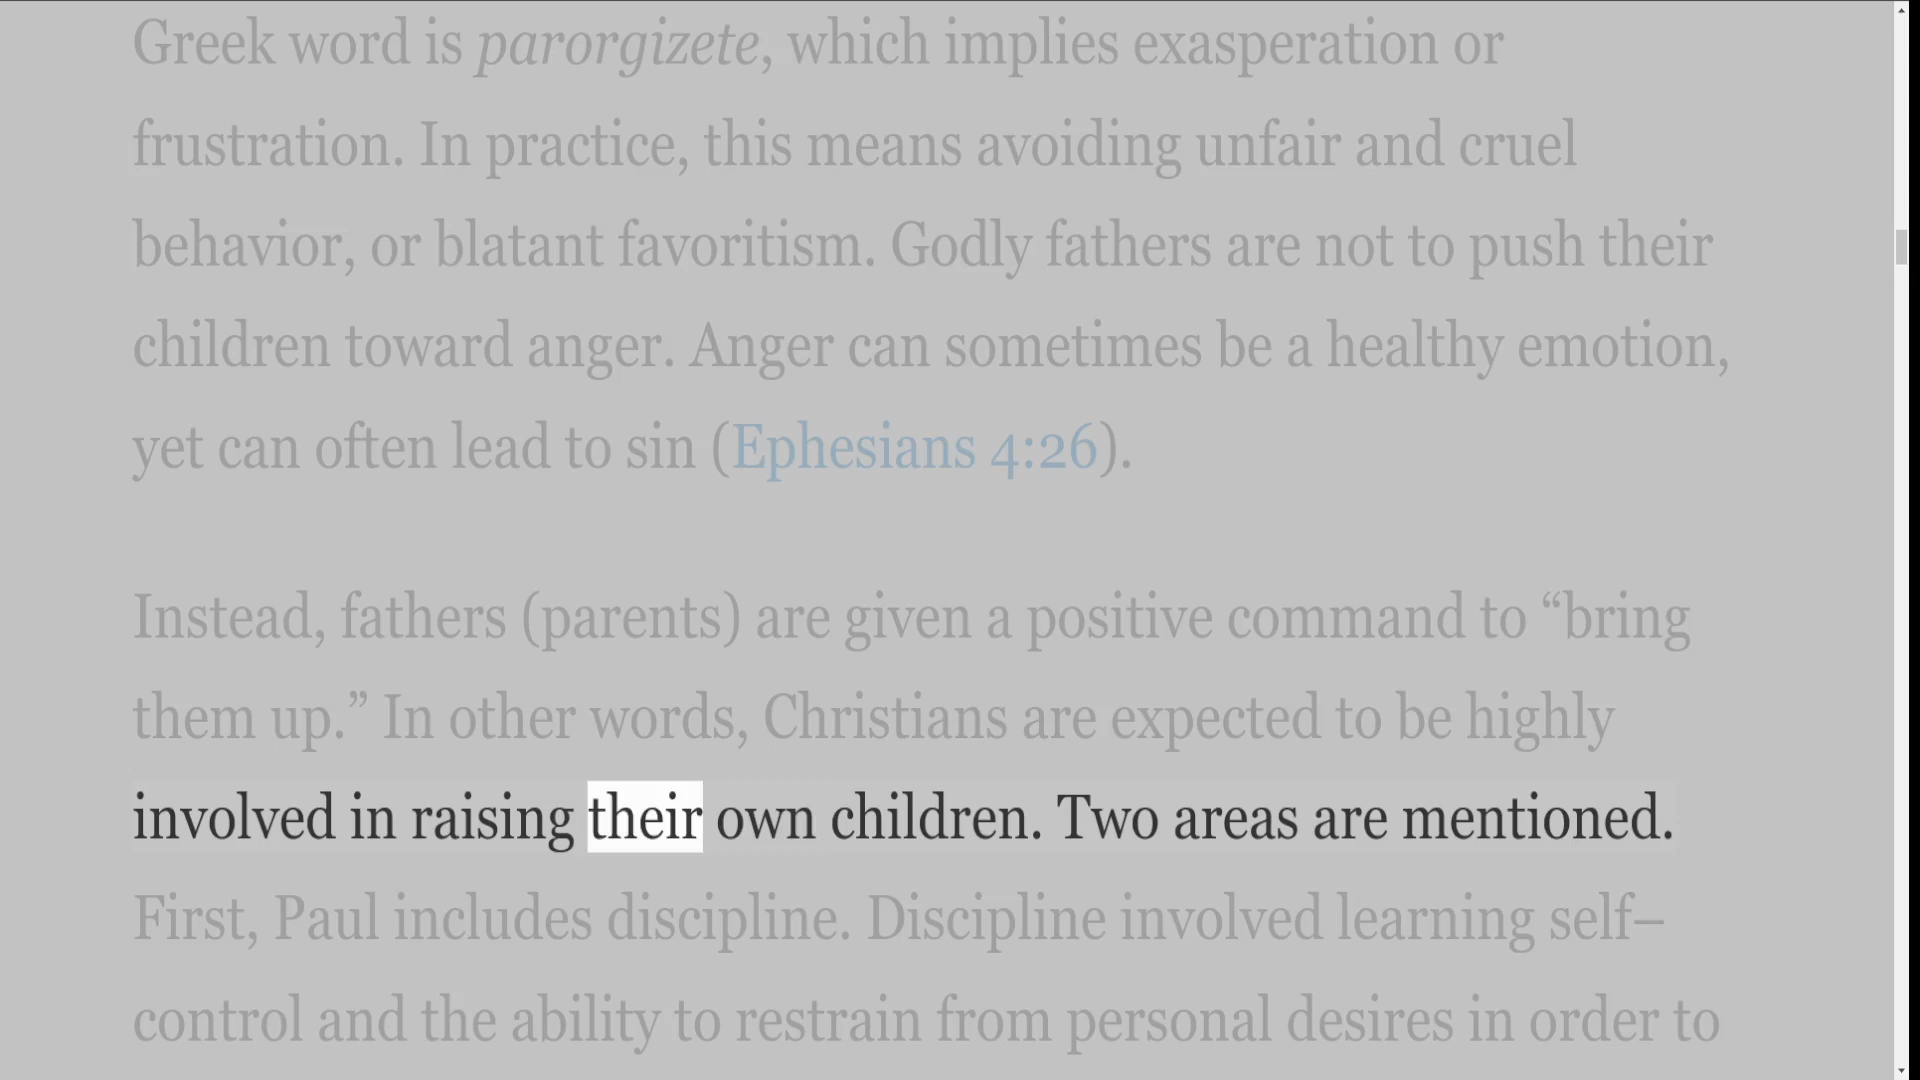 Greek word is parorgizete, which implies exasperation or
frustration. In practice, this means avoiding unfair and cruel
behavior, or blatant favoritism. Godly fathers are not to push their
children toward anger. Anger can sometimes be a healthy emotion,
yet can often lead to sin (Ephesians 4:26).
Instead, fathers (parents) are given a positive command to “bring
them up.” In other words, Christians are expected to be highly
involved in raising their own children. Two areas are mentioned.
First, Paul includes discipline. Discipline involved learning self–
control and the ability to restrain from personal desires in order to